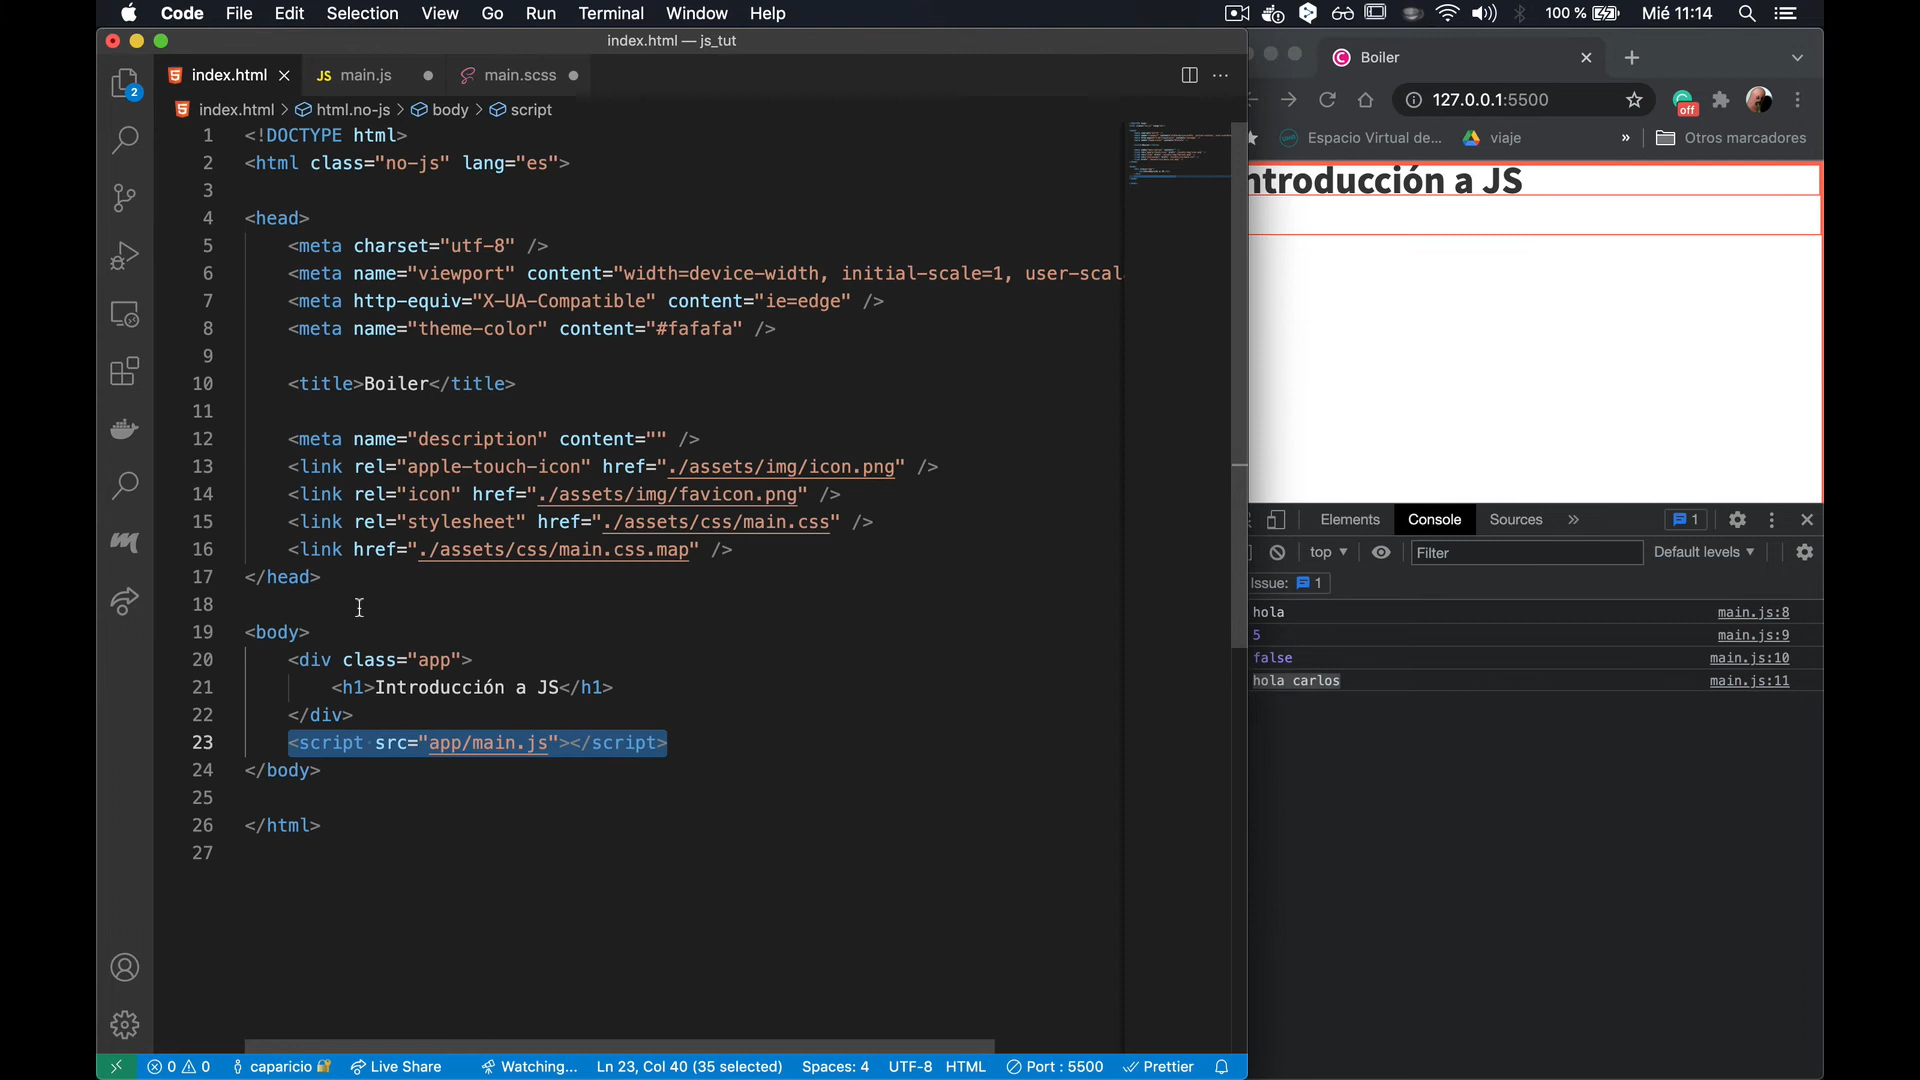 Code File Edit Selection View Go Run Terminal Window Help
100 % Mié 11:14
index.html — js_tut
index.html JS main.js main.scss
index.html > html.no-js > body > script
1 <!DOCTYPE html>
2 <html class="no-js" lang="es">
3
4 <head>
5 <meta charset="utf-8" />
6 <meta name="viewport" content="width=device-width, initial-scale=1, user-scal
7 <meta http-equiv="X-UA-Compatible" content="ie=edge" />
8 <meta name="theme-color" content="#fafafa" />
9
10 <title>Boiler</title>
11
12 <meta name="description" content="" />
13 <link rel="apple-touch-icon" href="./assets/img/icon.png" />
14 <link rel="icon" href="./assets/img/favicon.png" />
15 <link rel="stylesheet" href="./assets/css/main.css" />
16 <link href="./assets/css/main.css.map" />
17 </head>
18
19 <body>
20 <div class="app">
21 <h1>Introducción a JS</h1>
22 </div>
23 <script src="app/main.js"></script>
24 </body>
25
26 </html>
27
2
0 0 caparicio Live Share Watching... Ln 23, Col 40 (35 selected) Spaces: 4 UTF-8 HTML Port : 5500 Prettier
Boiler
127.0.0.1:5500
off
Espacio Virtual de... viaje » Otros marcadores
ntroducción a JS
Elements Console Sources » 1
top Filter Default levels
Issue: 1
hola main.js:8
5 main.js:9
false main.js:10
hola carlos main.js:11